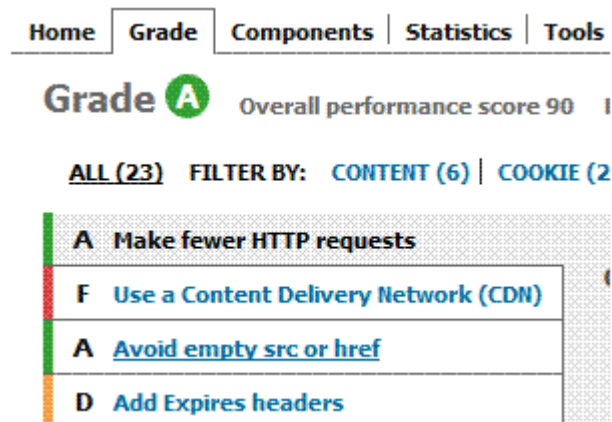 Home Grade Components Statistics Tools
Grade A Overall performance score 90
ALL (23) FILTER BY: CONTENT (6) COOKIE (2
A Make fewer HTTP requests
F Use a Content Delivery Network (CDN)
A Avoid empty src or href
D Add Expires headers